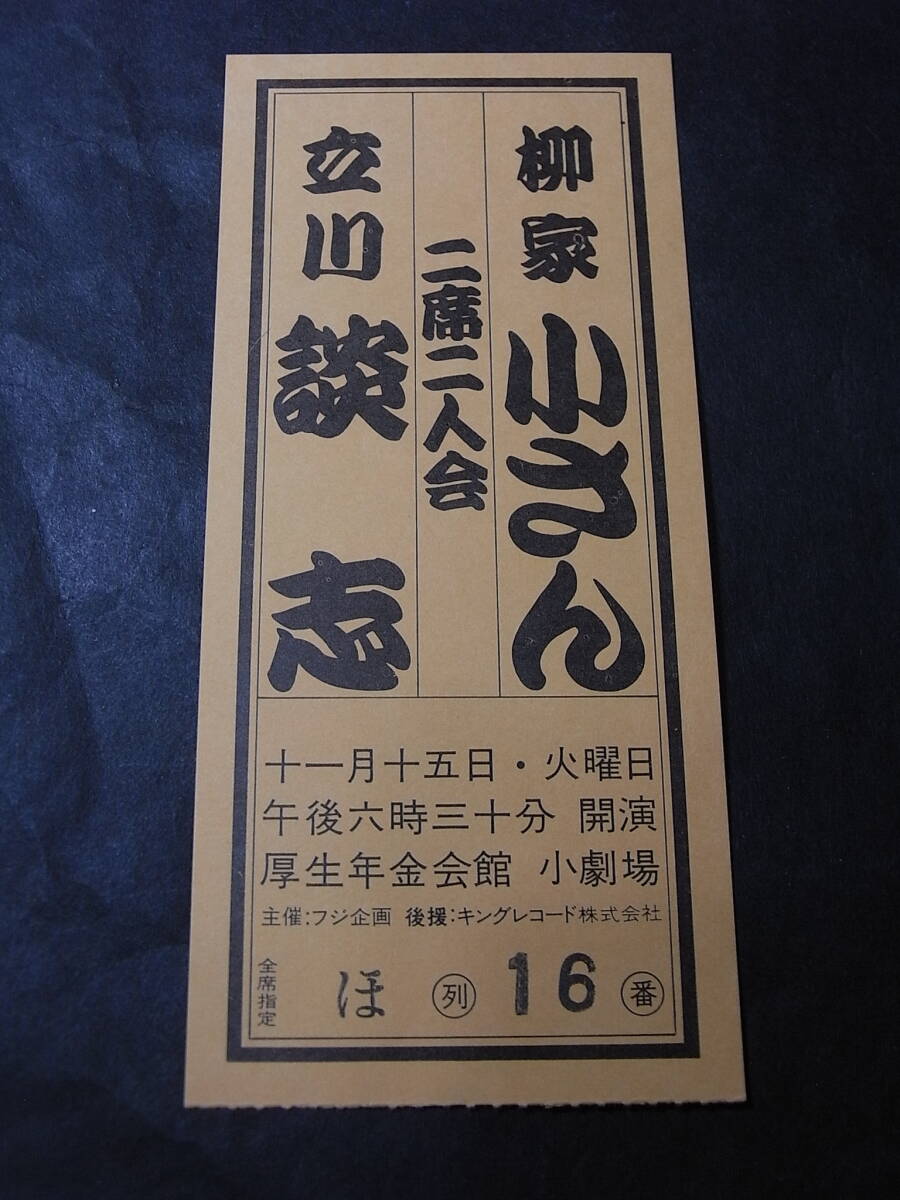 柳家小さん
二席二人会
立川談志
十一月十五日・火曜日
午後六時三十分 開演
厚生年金会館 小劇場
主催:フジ企画 後援:キングレコード株式会社
全席指定
ほ 列 16 番